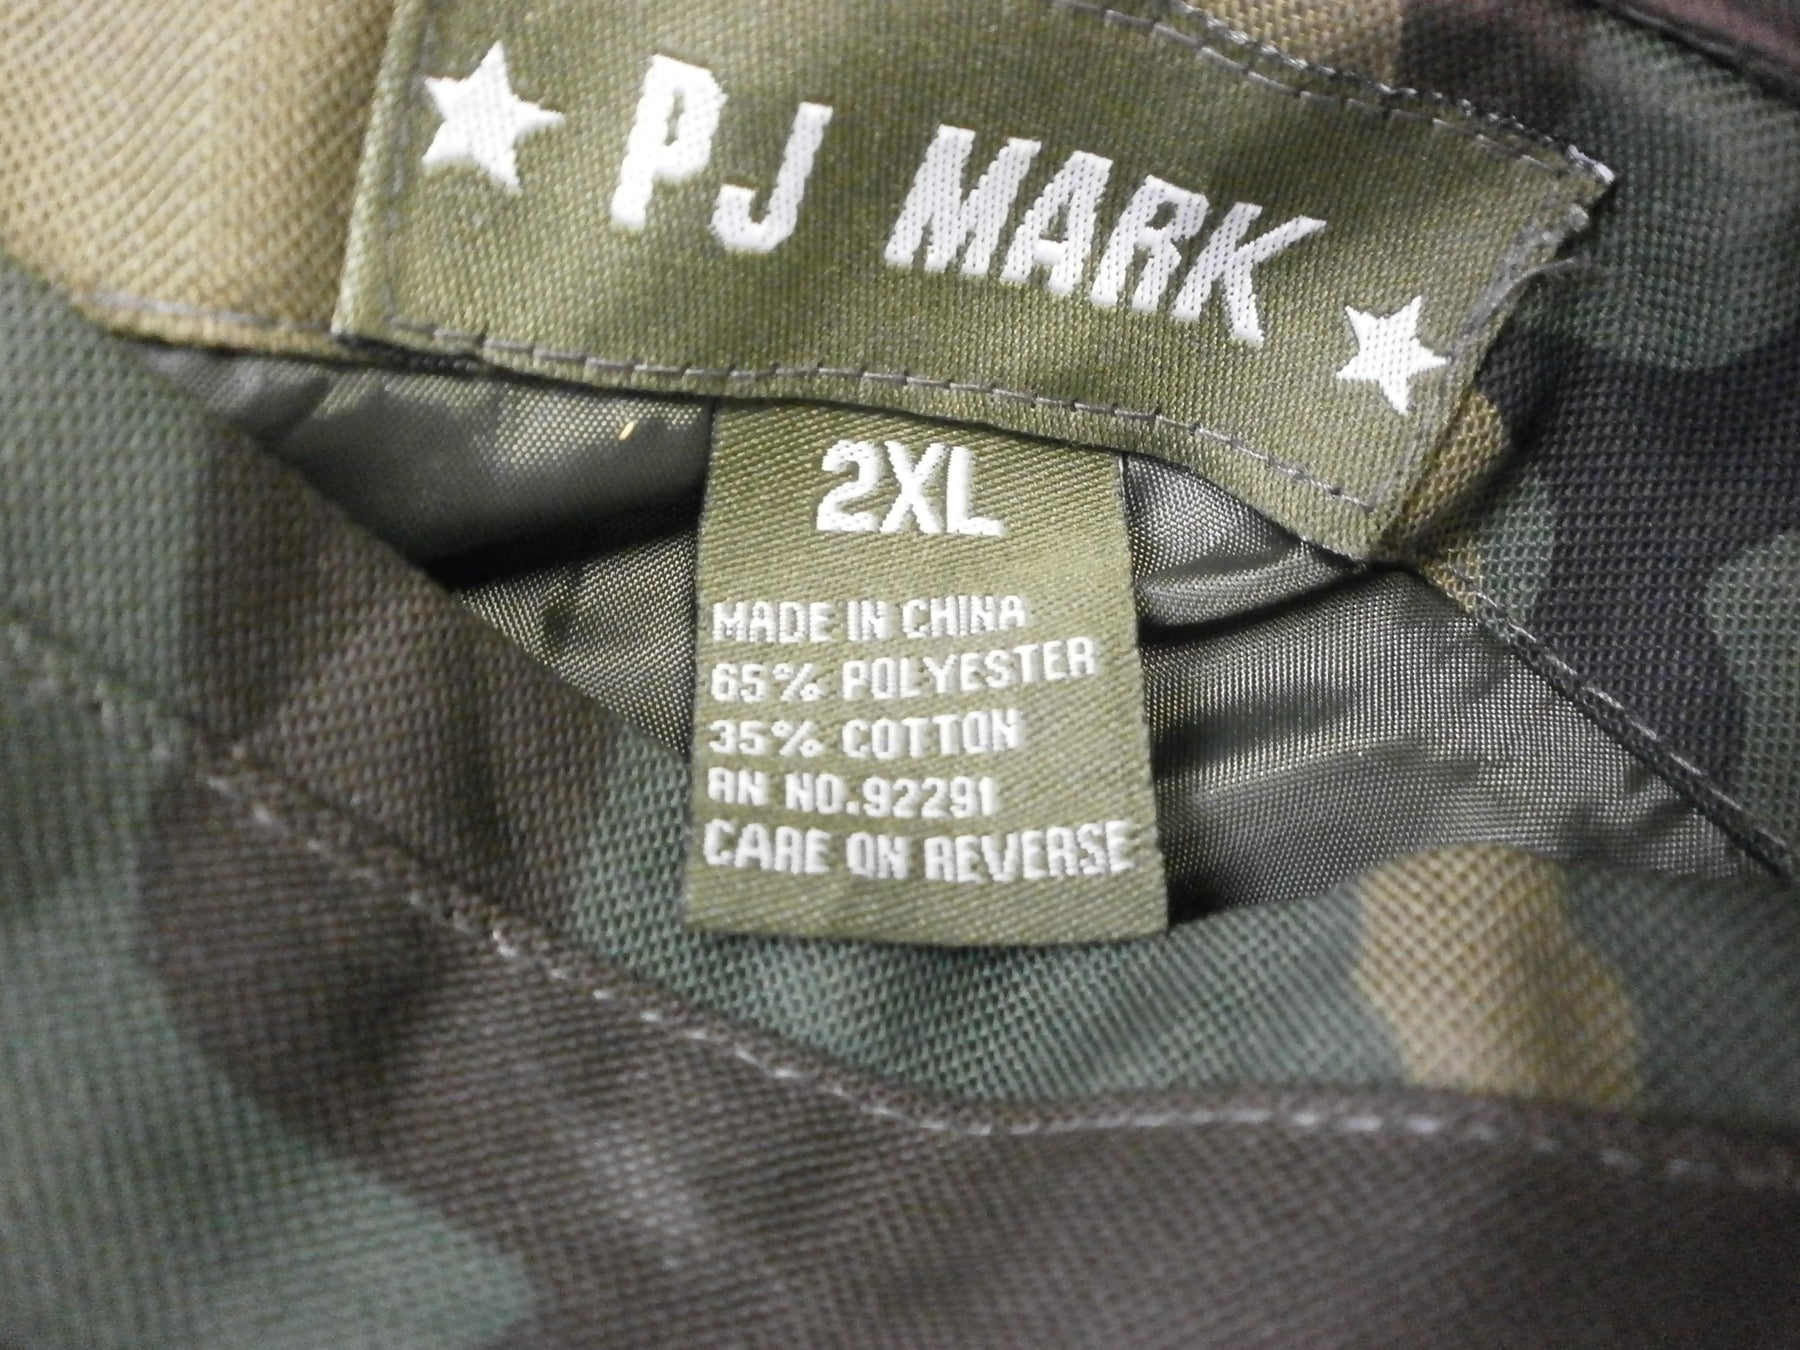 PJ MARK
2XL
MADE IN CHINA
65% POLYESTER
35% COTTON
RN NO.92291
CARE ON REVERSE